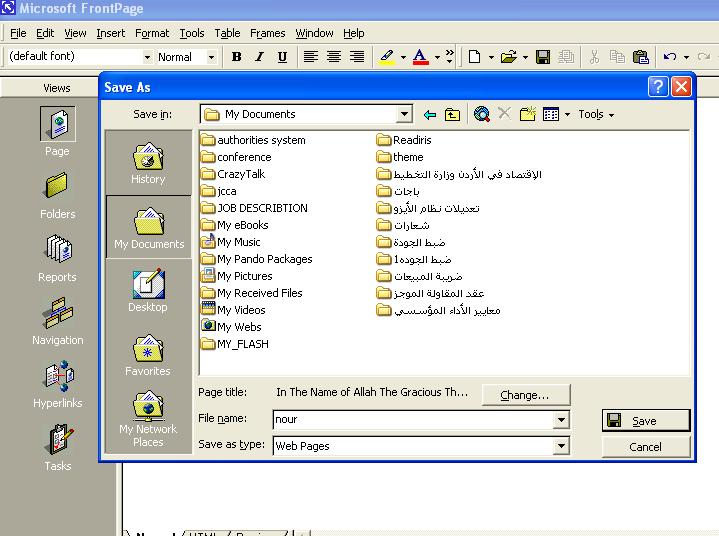 Microsoft FrontPage
File Edit View Insert Format Tools Table Frames Window Help
(default font) Normal B I U A
Views
Save As
Save in: My Documents Tools
Page
Folders
Reports
Navigation
Hyperlinks
Tasks
History
My Documents
Desktop
Favorites
My Network
Places
authorities system
conference
CrazyTalk
jcca
JOB DESCRIBTION
My eBooks
My Music
My Pando Packages
My Pictures
My Received Files
My Videos
My Webs
MY_FLASH
Readiris
theme
الإقتصاد في الأردن وزارة التخطيط
باجات
تعديلات نظام الأيزو
شعارات
ضبط الجودة
ضبط الجوده1
ضريبة المبيعات
عقد المقاولة الموجز
معايير الأداء المؤسسي
Page title: In The Name of Allah The Gracious Th... Change...
File name: nour Save
Save as type: Web Pages Cancel